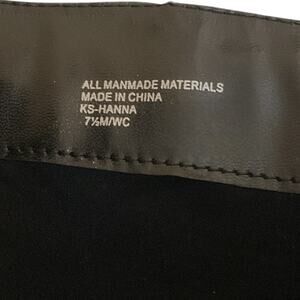 ALL MANMADE MATERIALS
MADE IN CHINA
KS-HANNA
7½M/WC